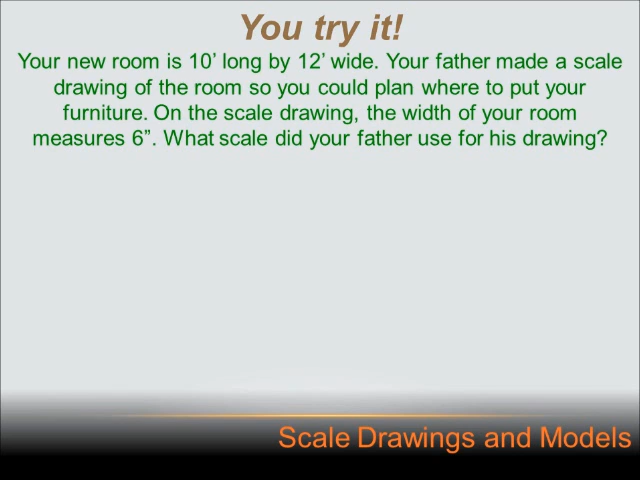 You try it!
Your new room is 10’ long by 12’ wide. Your father made a scale
drawing of the room so you could plan where to put your
furniture. On the scale drawing, the width of your room
measures 6”. What scale did your father use for his drawing?
Scale Drawings and Models